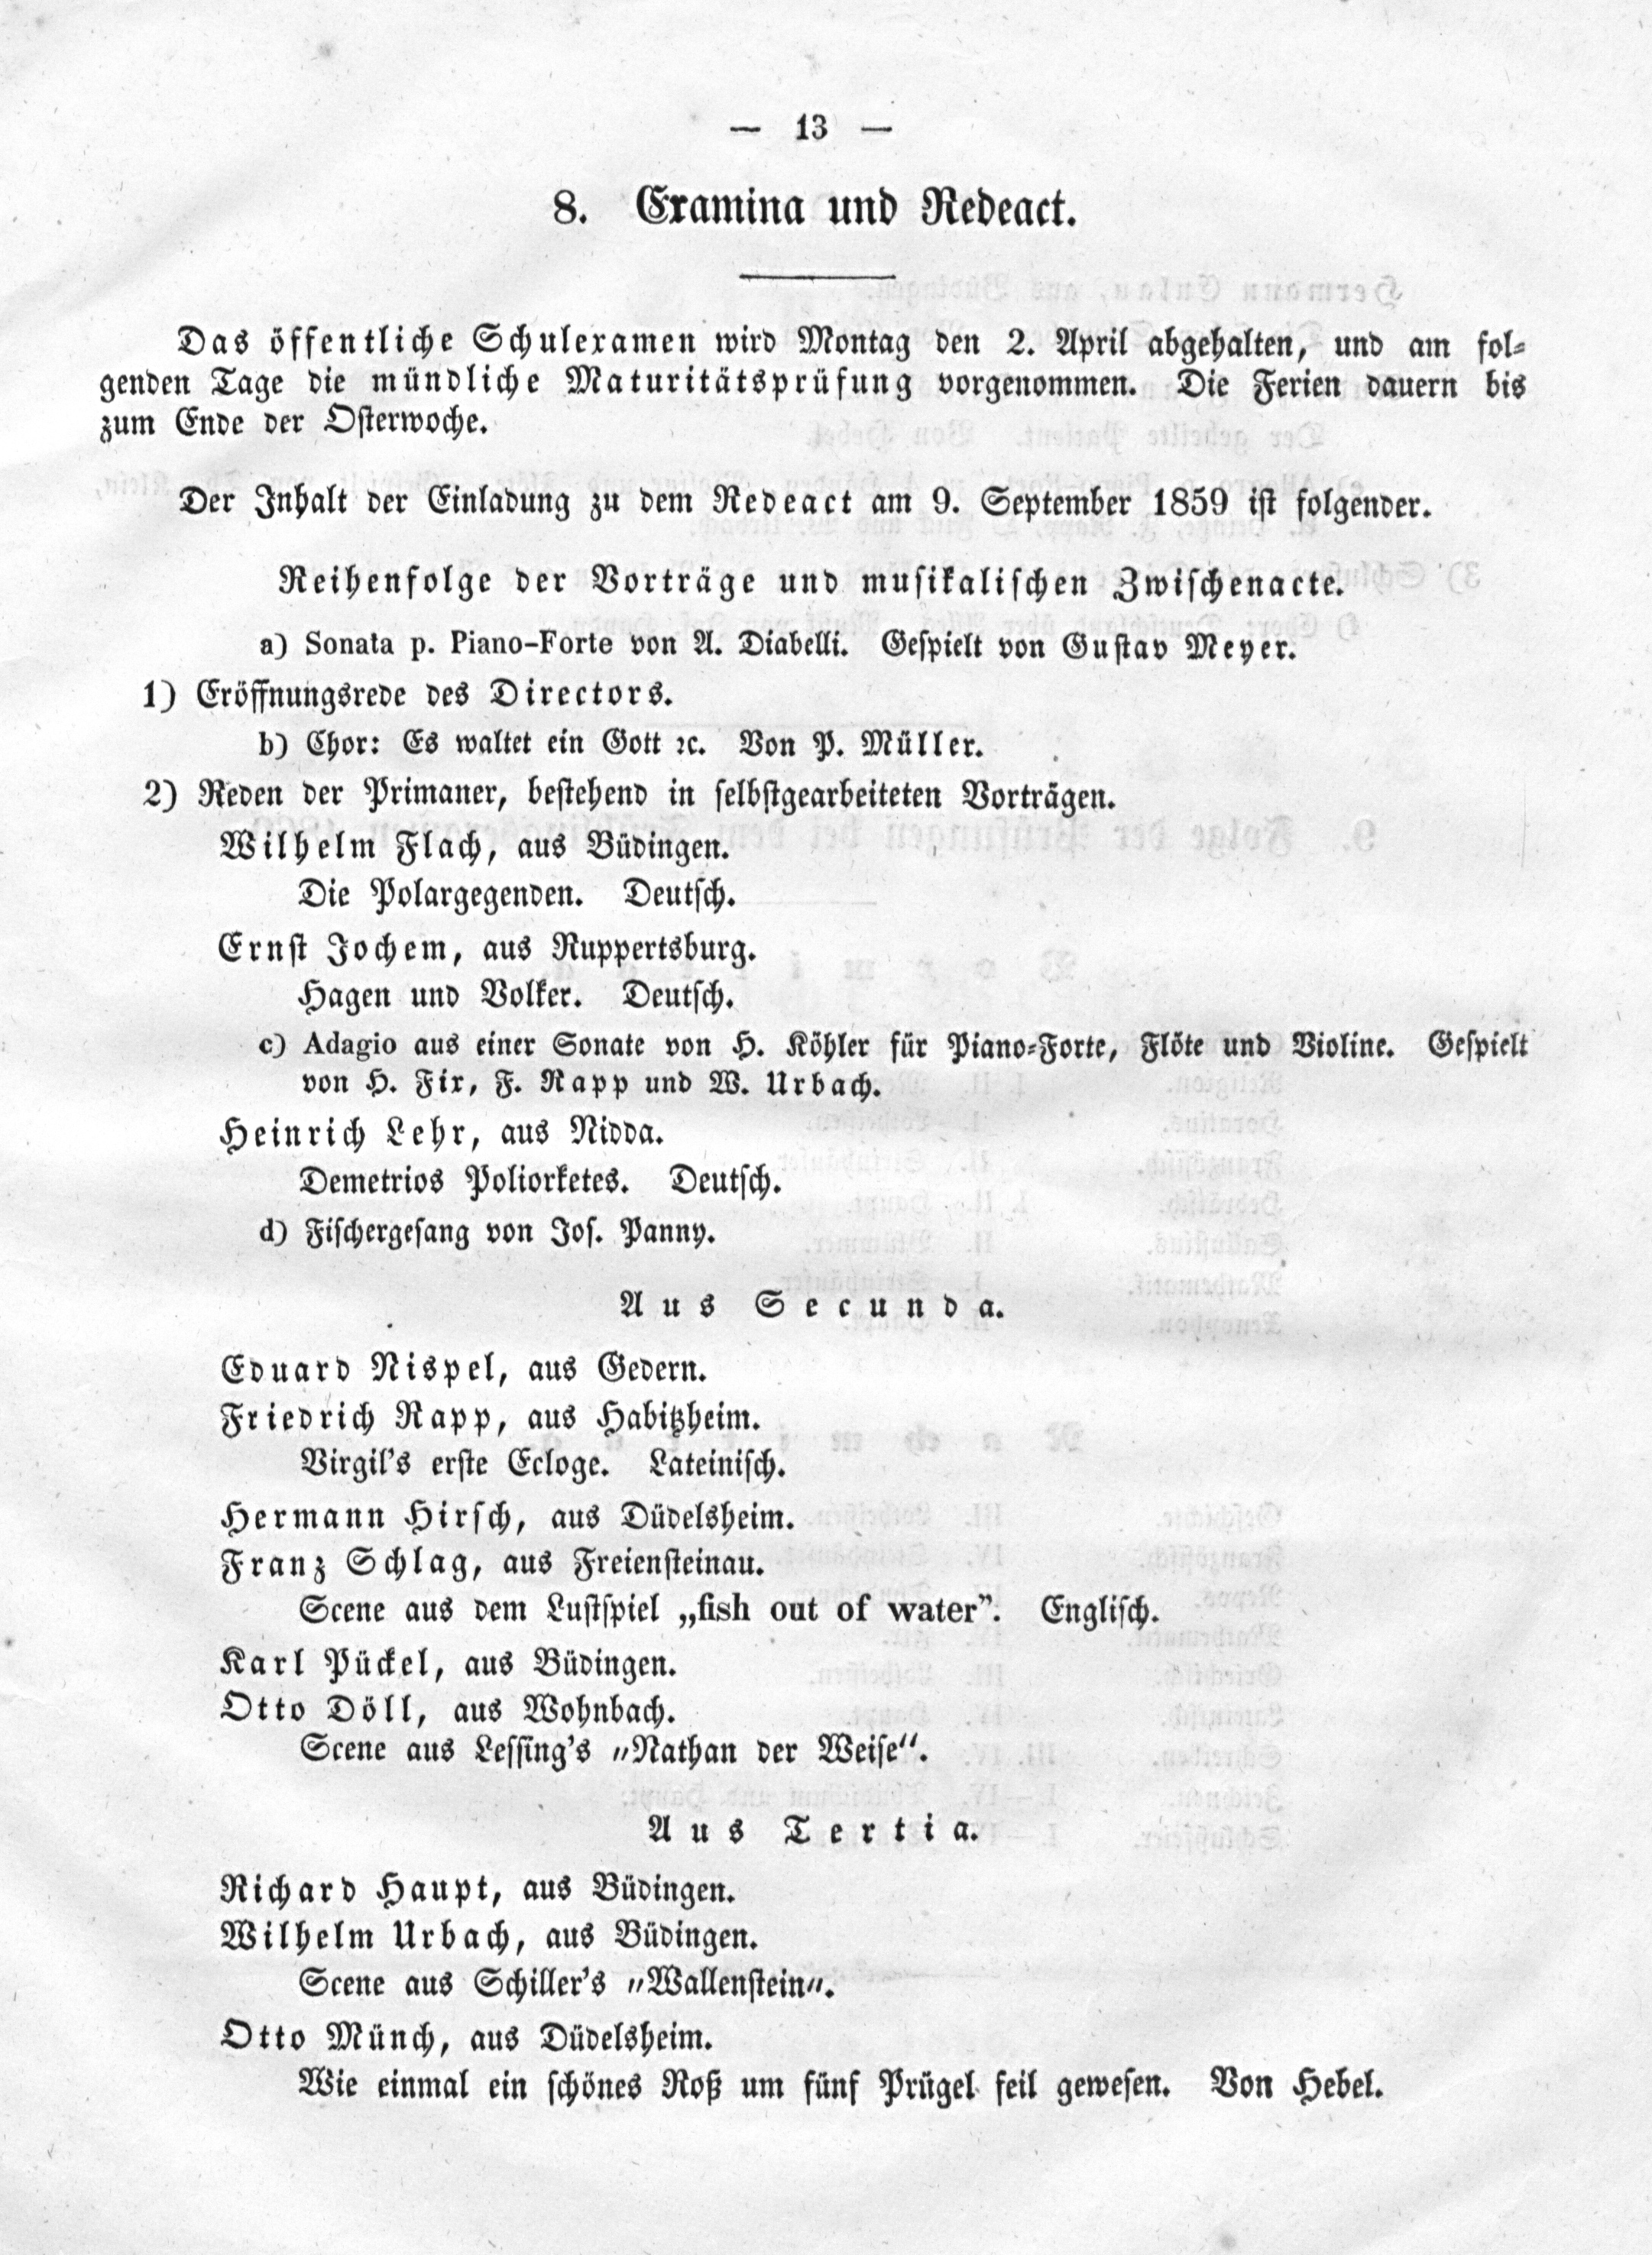 — 13 —
8. Examina und Redeact.
Das öffentliche Schulexamen wird Montag den 2. April abgehalten, und am fol-
genden Tage die mündliche Maturitätsprüfung vorgenommen. Die Ferien dauern bis
zum Ende der Osterwoche.
Der Inhalt der Einladung zu dem Redeact am 9. September 1859 ist folgender.
Reihenfolge der Vorträge und musikalischen Zwischenacte.
a) Sonata p. Piano-Forte von A. Diabelli. Gespielt von Gustav Meyer.
1) Eröffnungsrede des Directors.
b) Chor: Es waltet ein Gott ꝛc. Von P. Müller.
2) Reden der Primaner, bestehend in selbstgearbeiteten Vorträgen.
Wilhelm Flach, aus Büdingen.
Die Polargegenden. Deutsch.
Ernst Jochem, aus Ruppertsburg.
Hagen und Volker. Deutsch.
c) Adagio aus einer Sonate von H. Köhler für Piano-Forte, Flöte und Violine. Gespielt
von H. Fix, F. Rapp und W. Urbach.
Heinrich Lehr, aus Nidda.
Demetrios Poliorketes. Deutsch.
d) Fischergesang von Jos. Panny.
Aus Secunda.
Eduard Nispel, aus Gedern.
Friedrich Rapp, aus Habitzheim.
Virgil's erste Ecloge. Lateinisch.
Hermann Hirsch, aus Düdelsheim.
Franz Schlag, aus Freiensteinau.
Scene aus dem Lustspiel „fish out of water”. Englisch.
Karl Pückel, aus Büdingen.
Otto Döll, aus Wohnbach.
Scene aus Lessing's „Nathan der Weise“.
Aus Tertia.
Richard Haupt, aus Büdingen.
Wilhelm Urbach, aus Büdingen.
Scene aus Schiller's „Wallenstein„.
Otto Münch, aus Düdelsheim.
Wie einmal ein schönes Roß um fünf Prügel feil gewesen. Von Hebel.